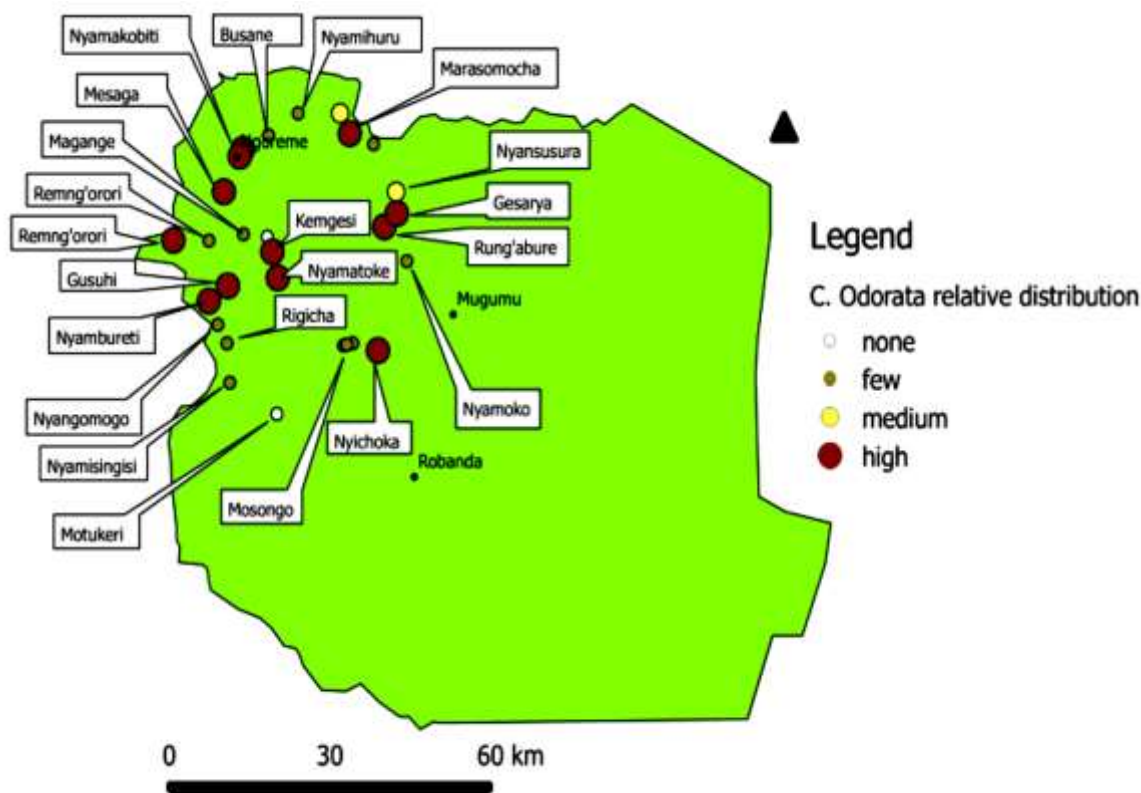 Nyamakobiti
Busane
Nyamihuru
Marasomocha
Mesaga
Magange
Nyansusura
Remng'orori
Gesarya
Kemgesi
Remng'orori
Rung'abure
Gusuhi
Nyamatoke
Mugumu
Rigicha
Nyambureti
Nyamoko
Nyangomogo
Nyichoka
Nyamisingisi
Robanda
Mosongo
Motukeri
Legend
C. Odorata relative distribution
none
few
medium
high
0 30 60 km